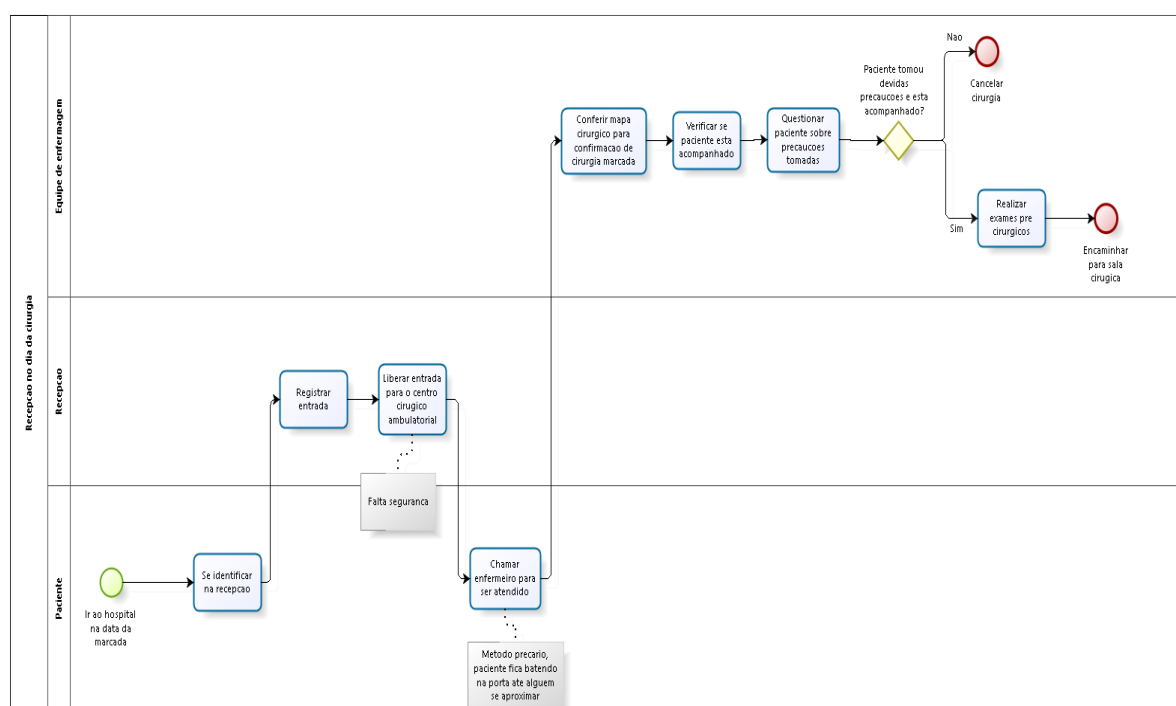 Recepcao no dia da cirurgia
Equipe de enfermagem
Conferir mapa
cirurgico para
confirmacao de
cirurgia marcada
Verificar se
paciente esta
acompanhado
Questionar
paciente sobre
precaucoes
tomadas
Paciente tomou
devidas
precaucoes e esta
acompanhado?
Nao
Cancelar
cirurgia
Sim
Realizar
exames pre
cirurgicos
Encaminhar
para sala
cirugica
Recepcao
Registrar
entrada
Liberar entrada
para o centro
cirugico
ambulatorial
Falta seguranca
Paciente
Ir ao hospital
na data da
marcada
Se identificar
na recepcao
Chamar
enfermeiro para
ser atendido
Metodo precario,
paciente fica batendo
na porta ate alguem
se aproximar